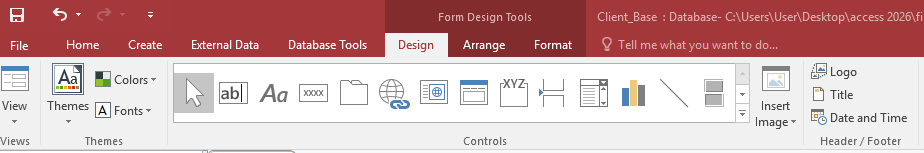 Form Design Tools
Client_Base : Database- C:\Users\User\Desktop\access 2026\fi
File Home Create External Data Database Tools Design Arrange Format Tell me what you want to do...
View
Views
Aa
Themes
Colors
Fonts
Themes
ab
Aa
xxxx
XYZ
Controls
Insert
Image
Logo
Title
Date and Time
Header / Footer